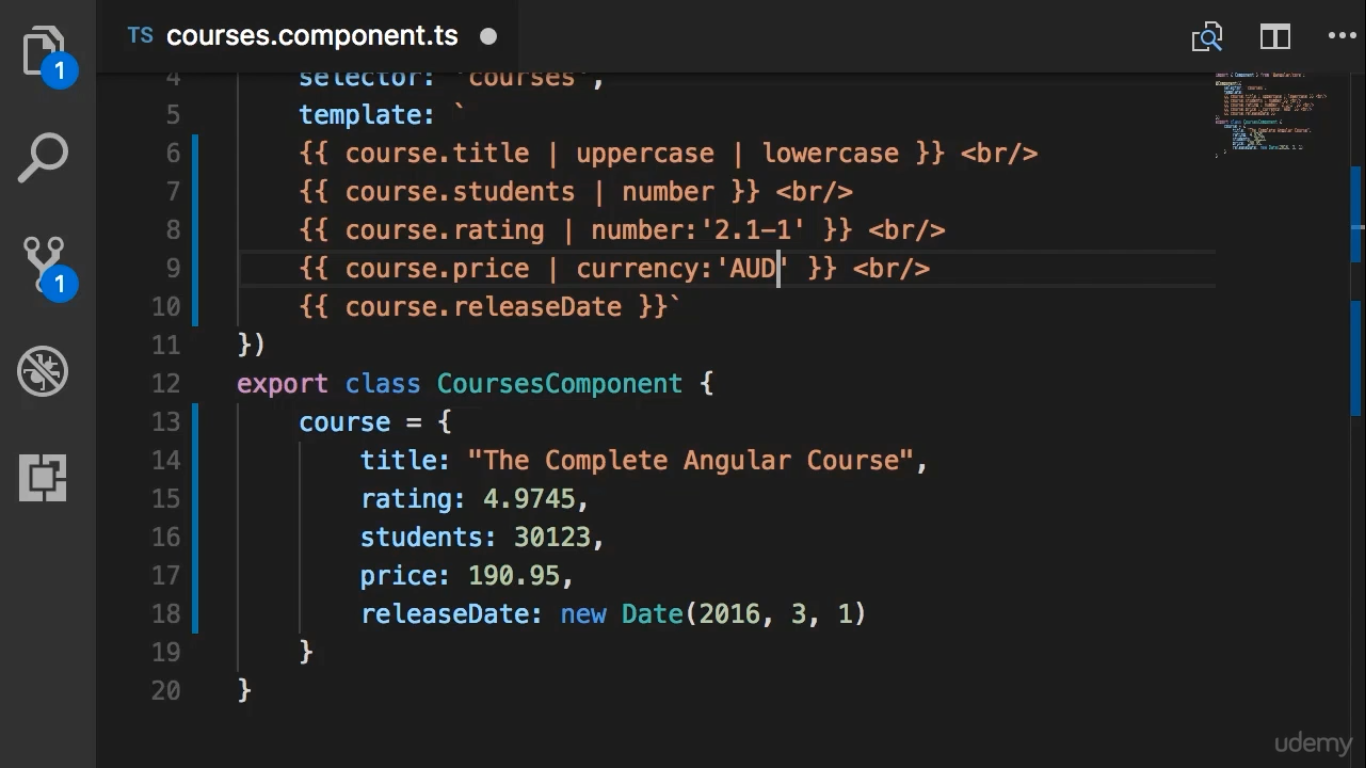 1
1
TS courses.component.ts
4 selector: 'courses',
5 template: `
6 {{ course.title | uppercase | lowercase }} <br/>
7 {{ course.students | number }} <br/>
8 {{ course.rating | number:'2.1-1' }} <br/>
9 {{ course.price | currency:'AUD' }} <br/>
10 {{ course.releaseDate }}`
11 })
12 export class CoursesComponent {
13 course = {
14 title: "The Complete Angular Course",
15 rating: 4.9745,
16 students: 30123,
17 price: 190.95,
18 releaseDate: new Date(2016, 3, 1)
19 }
20 }
udemy